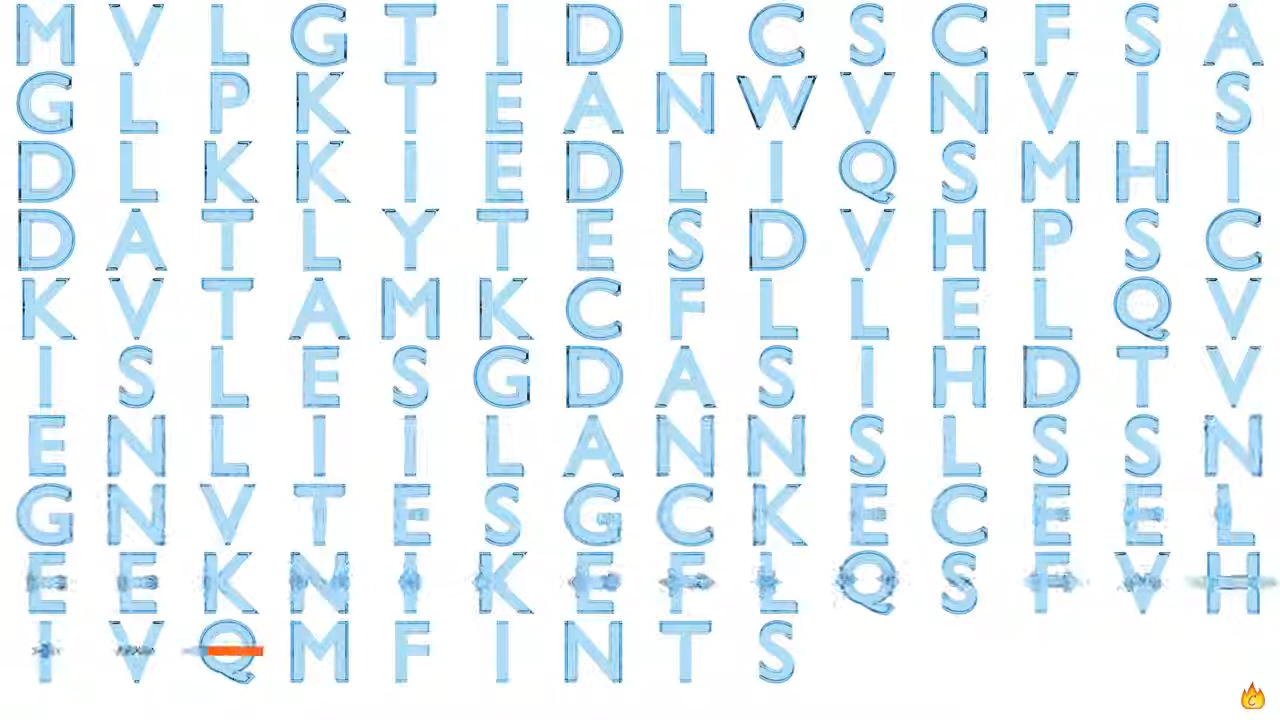 M V L G T I D L C S C F S A
G L P K T E A N W V N V I S
D L K K I E D L I Q S M H I
D A T L Y T E S D V H P S C
K V T A M K C F L L E L Q V
I S L E S G D A S I H D T V
E N L I I L A N N S L S S N
G N V T E S G C K E C E E L
E E K N I K E F L Q S F V H
I V Q M F I N T S